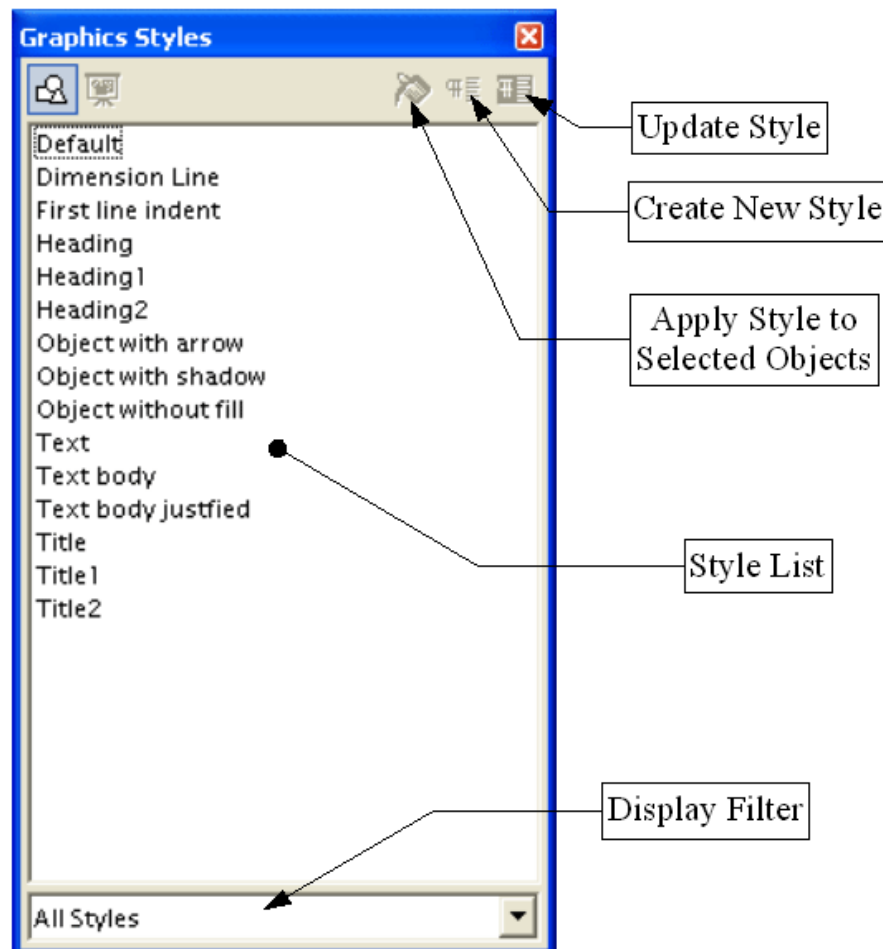 Graphics Styles
Update Style
Create New Style
Apply Style to
Selected Objects
Default
Dimension Line
First line indent
Heading
Heading1
Heading2
Object with arrow
Object with shadow
Object without fill
Text
Text body
Text body justfied
Title
Title1
Title2
Style List
Display Filter
All Styles